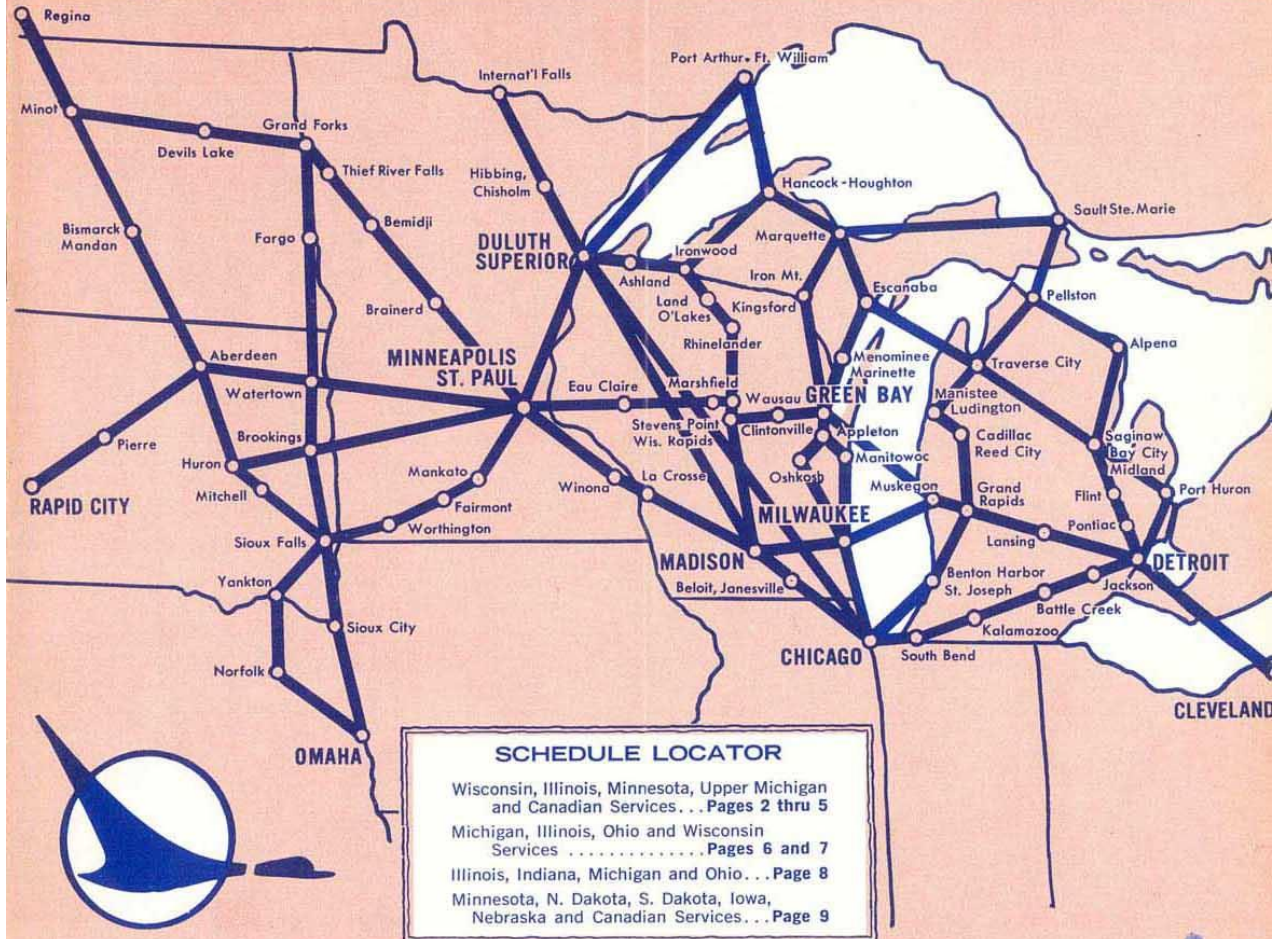 Regina
Port Arthur • Ft. William
Internat'l Falls
Minot
Grand Forks
Devils Lake
Thief River Falls
Hibbing,
Chisholm
Hancock - Houghton
Sault Ste. Marie
Bemidji
Bismarck
Mandan
Fargo
DULUTH
SUPERIOR
Ironwood
Marquette
Ashland
Iron Mt.
Kingsford
Escanaba
Pellston
Land
O'Lakes
Brainerd
Rhinelander
Alpena
MINNEAPOLIS
ST. PAUL
Aberdeen
Menominee
Marinette
Traverse City
Watertown
Eau Claire
Marshfield
Wausau
GREEN BAY
Manistee
Ludington
Stevens Point
Wis. Rapids
Clintonville
Appleton
Brookings
Pierre
Huron
Cadillac
Reed City
Saginaw
Bay City
Midland
Manitowoc
Mankato
Oshkosh
Mitchell
Winona
La Crosse
Muskegon
Grand
Rapids
Flint
Port Huron
RAPID CITY
Fairmont
MILWAUKEE
Worthington
Pontiac
Sioux Falls
Lansing
MADISON
DETROIT
Yankton
Beloit, Janesville
Benton Harbor
St. Joseph
Jackson
Battle Creek
Sioux City
Kalamazoo
CHICAGO
South Bend
Norfolk
CLEVELAND
OMAHA
SCHEDULE LOCATOR
Wisconsin, Illinois, Minnesota, Upper Michigan
and Canadian Services . . . Pages 2 thru 5
Michigan, Illinois, Ohio and Wisconsin
Services . . . . . . . . . . . . . . Pages 6 and 7
Illinois, Indiana, Michigan and Ohio . . . Page 8
Minnesota, N. Dakota, S. Dakota, Iowa,
Nebraska and Canadian Services . . . Page 9